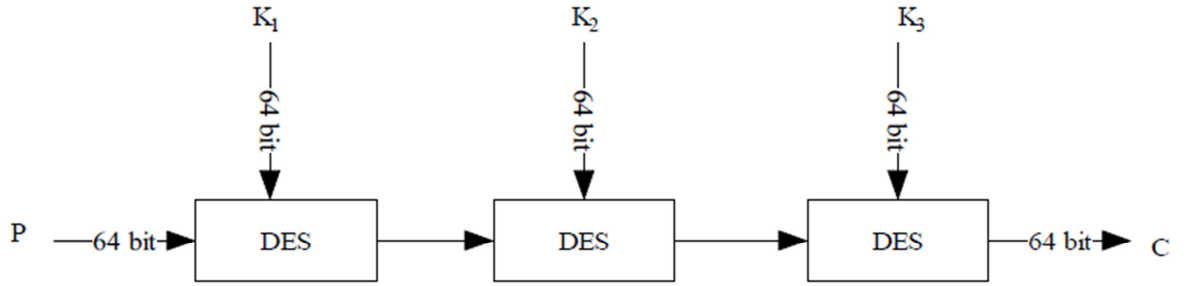 K1 K2 K3
64 bit 64 bit 64 bit
P 64 bit DES DES DES 64 bit C